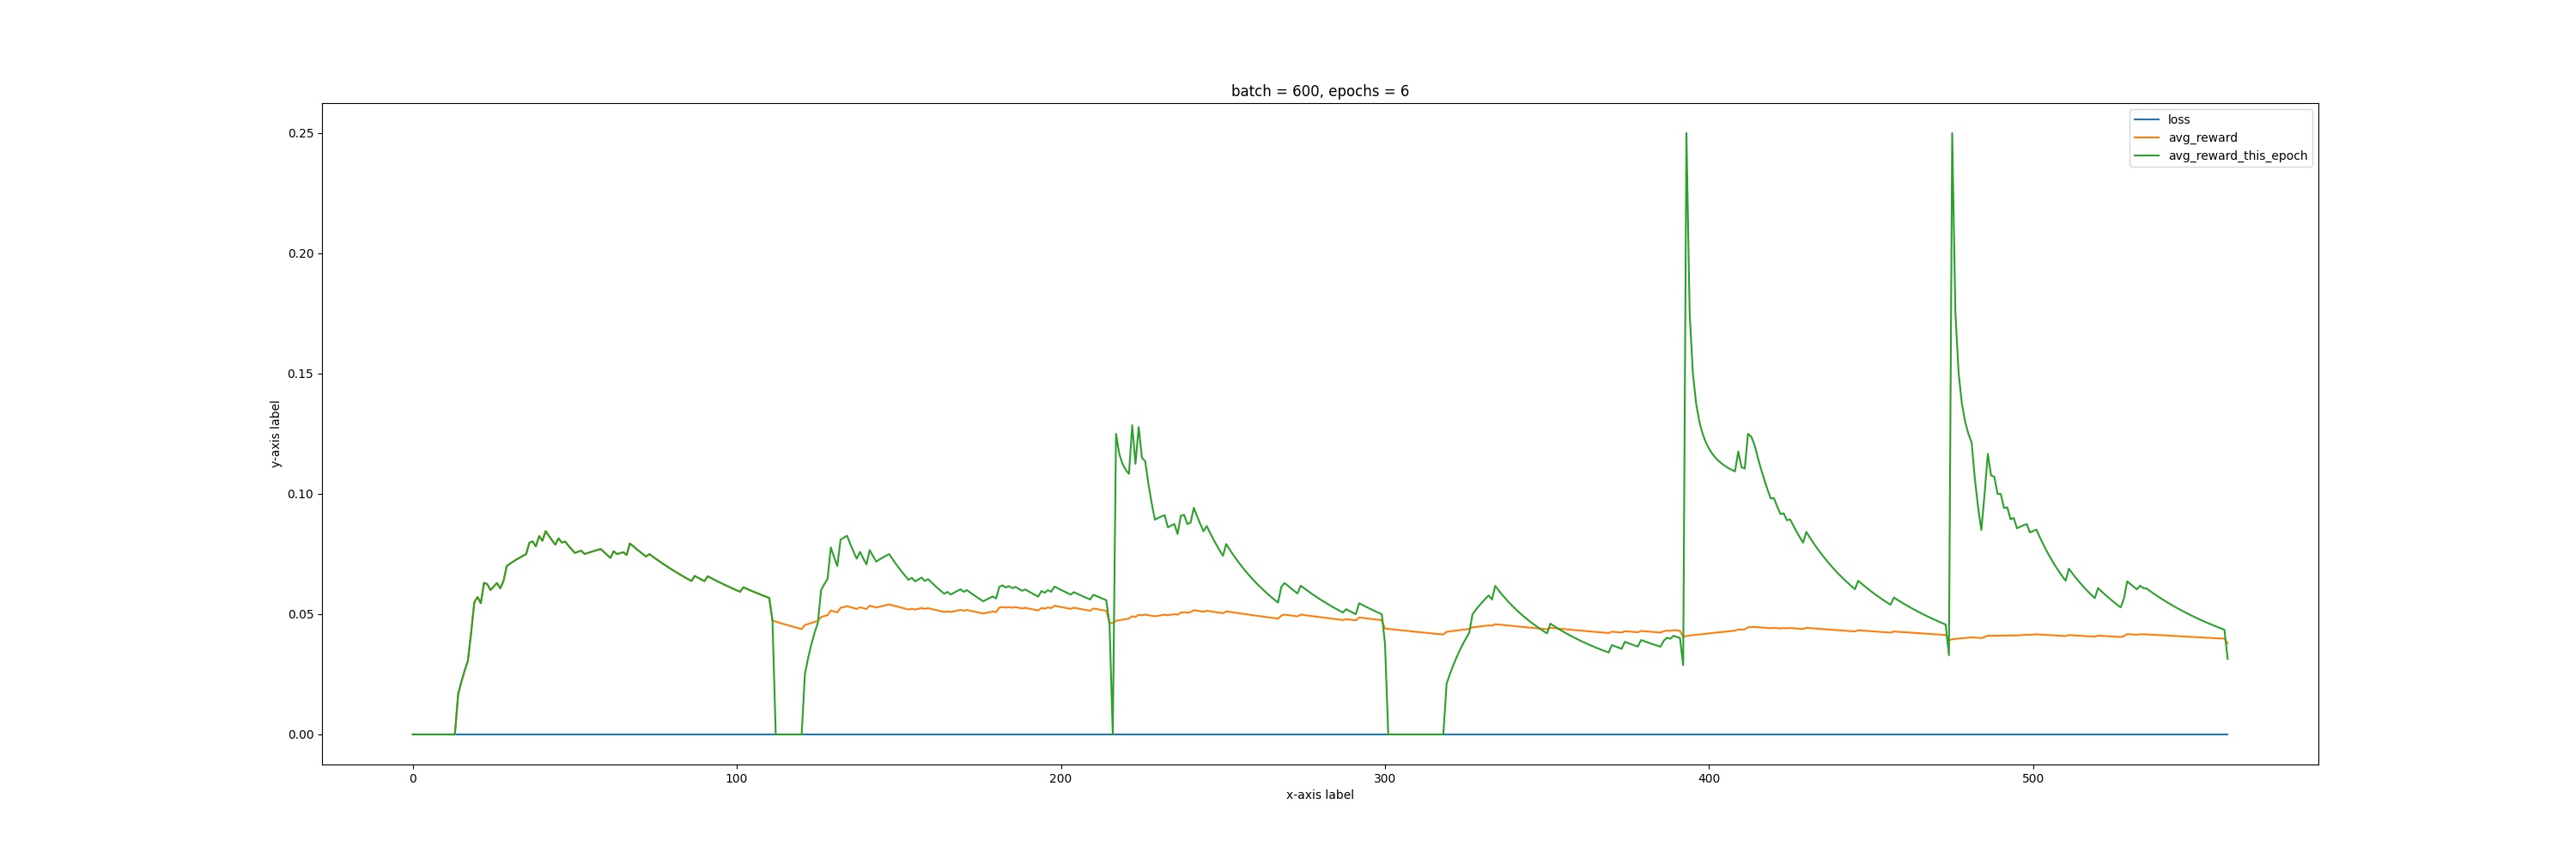 batch = 600, epochs = 6
loss
avg_reward
avg_reward_this_epoch
0.25
0.20
0.15
0.10
0.05
0.00
y-axis label
0 100 200 300 400 500
x-axis label